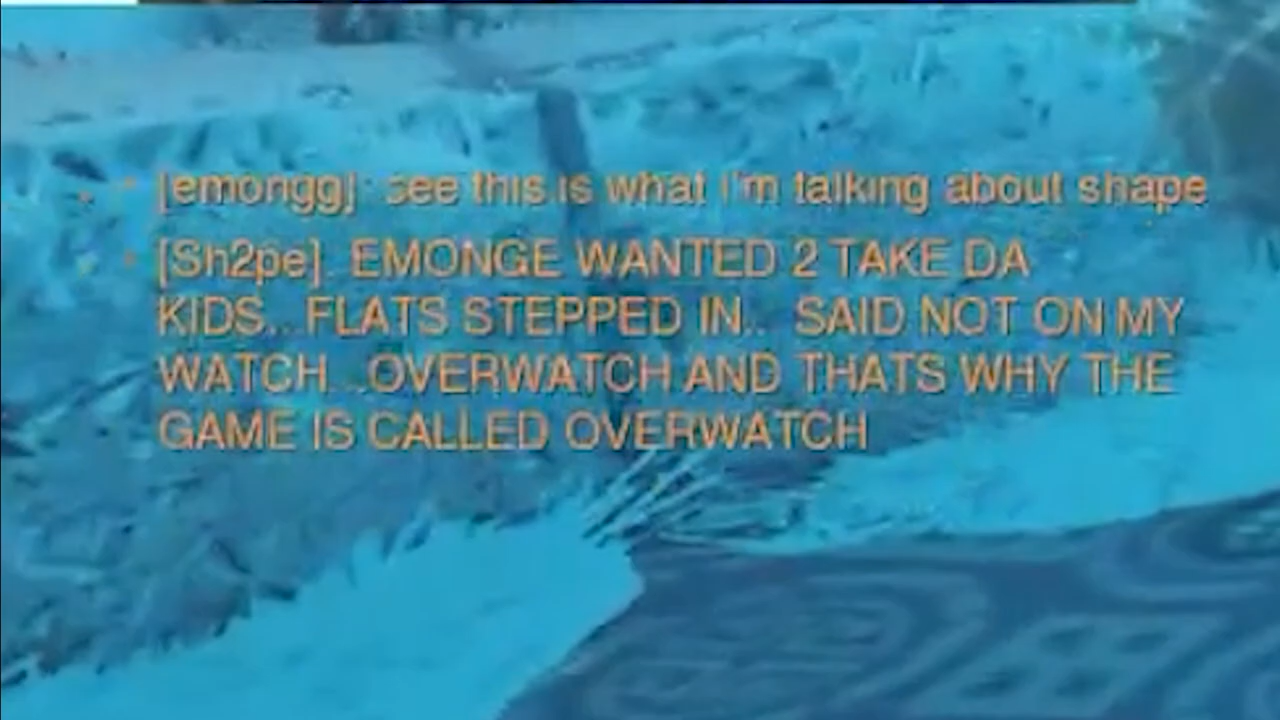 [emongg]: see this is what i'm talking about shape
[Sh2pe]: EMONGE WANTED 2 TAKE DA
KIDS...FLATS STEPPED IN... SAID NOT ON MY
WATCH...OVERWATCH AND THATS WHY THE
GAME IS CALLED OVERWATCH